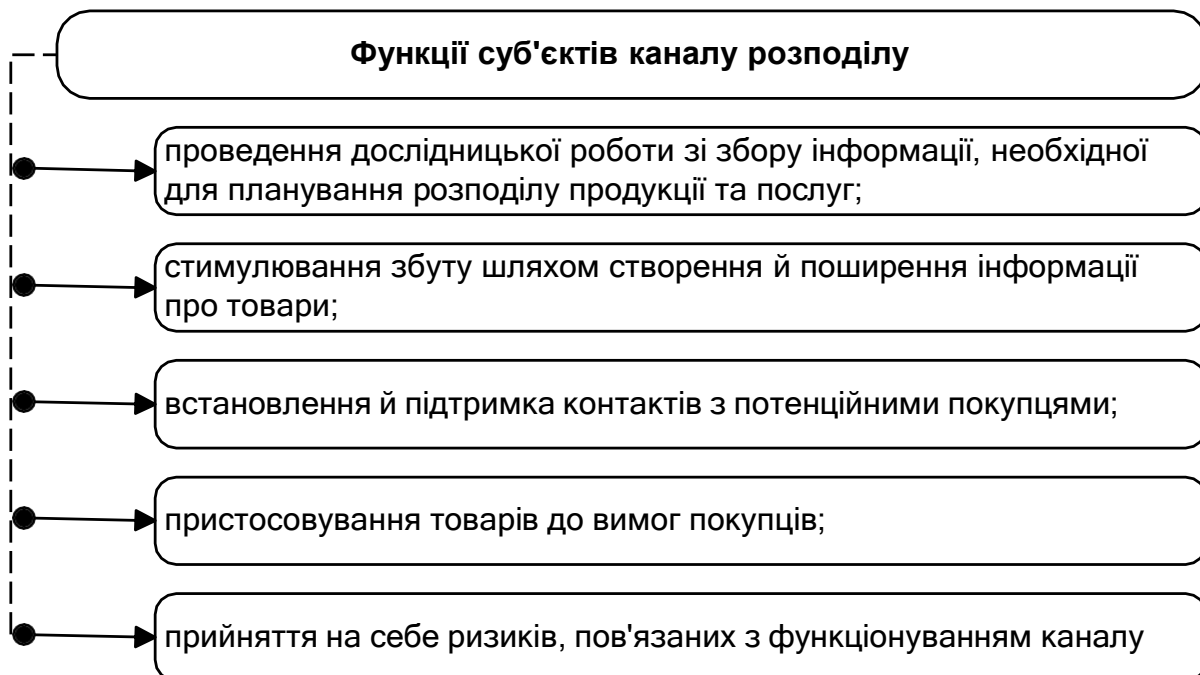 Функції суб'єктів каналу розподілу
проведення дослідницької роботи зі збору інформації, необхідної
для планування розподілу продукції та послуг;
стимулювання збуту шляхом створення й поширення інформації
про товари;
встановлення й підтримка контактів з потенційними покупцями;
пристосовування товарів до вимог покупців;
прийняття на себе ризиків, пов'язаних з функціонуванням каналу